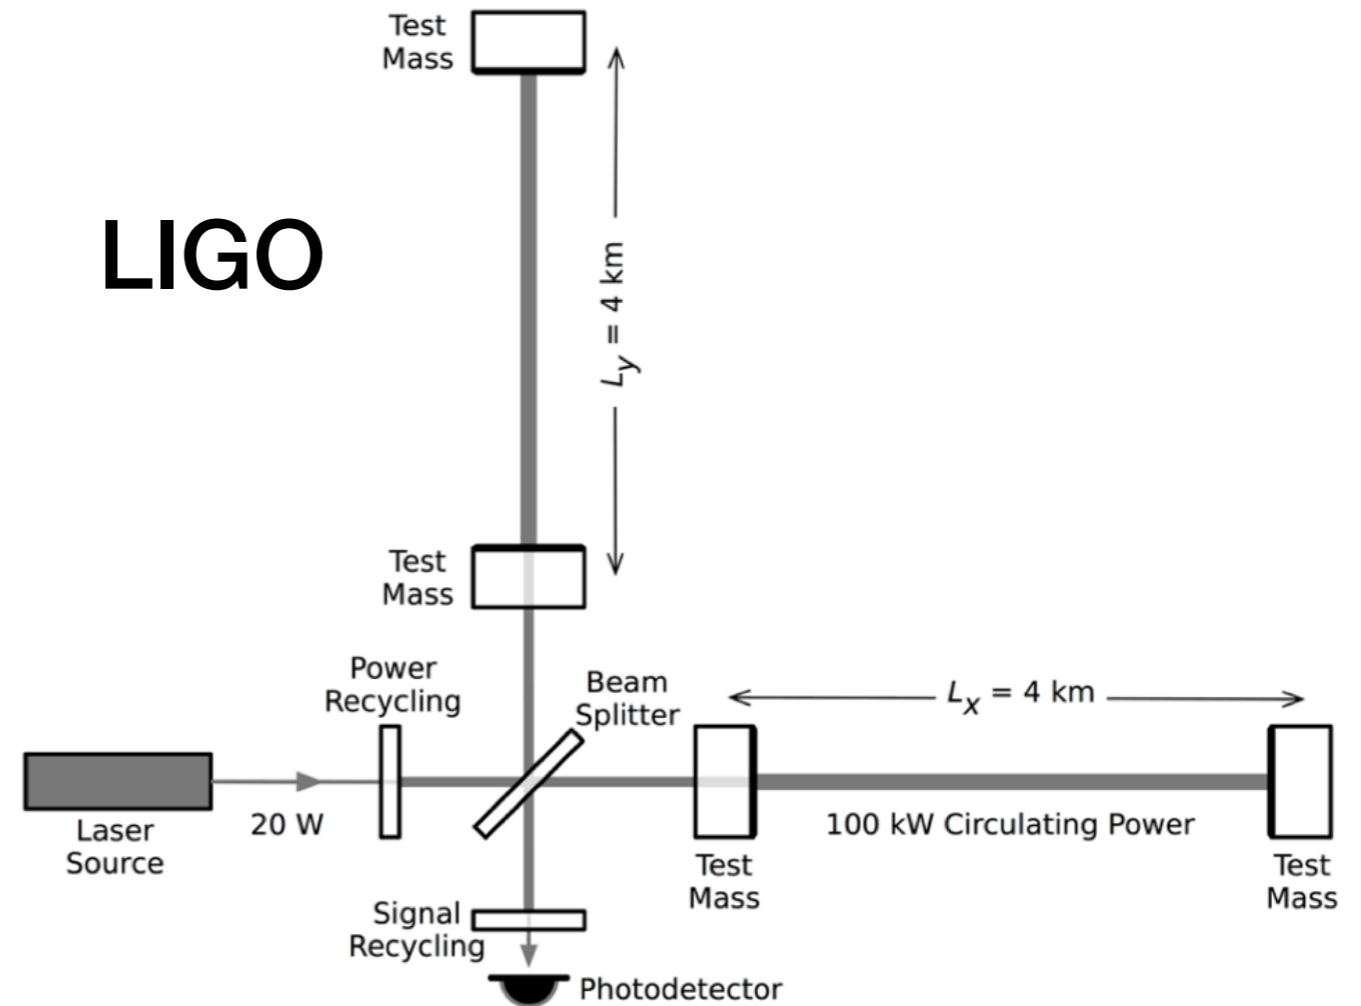 Test
Mass
LIGO
Ly = 4 km
Test
Mass
Power
Recycling
Beam
Splitter
Lx = 4 km
20 W
100 kW Circulating Power
Laser
Source
Test
Mass
Test
Mass
Signal
Recycling
Photodetector